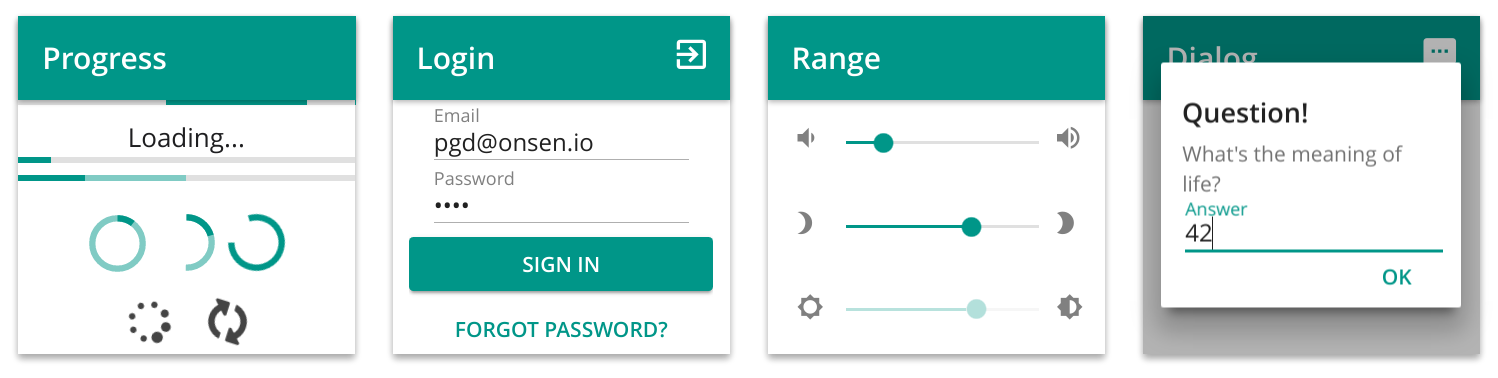 Progress
Loading...
Login
Email
pgd@onsen.io
Password
••••
SIGN IN
FORGOT PASSWORD?
Range
Dialog
Question!
What's the meaning of
life?
Answer
42
OK